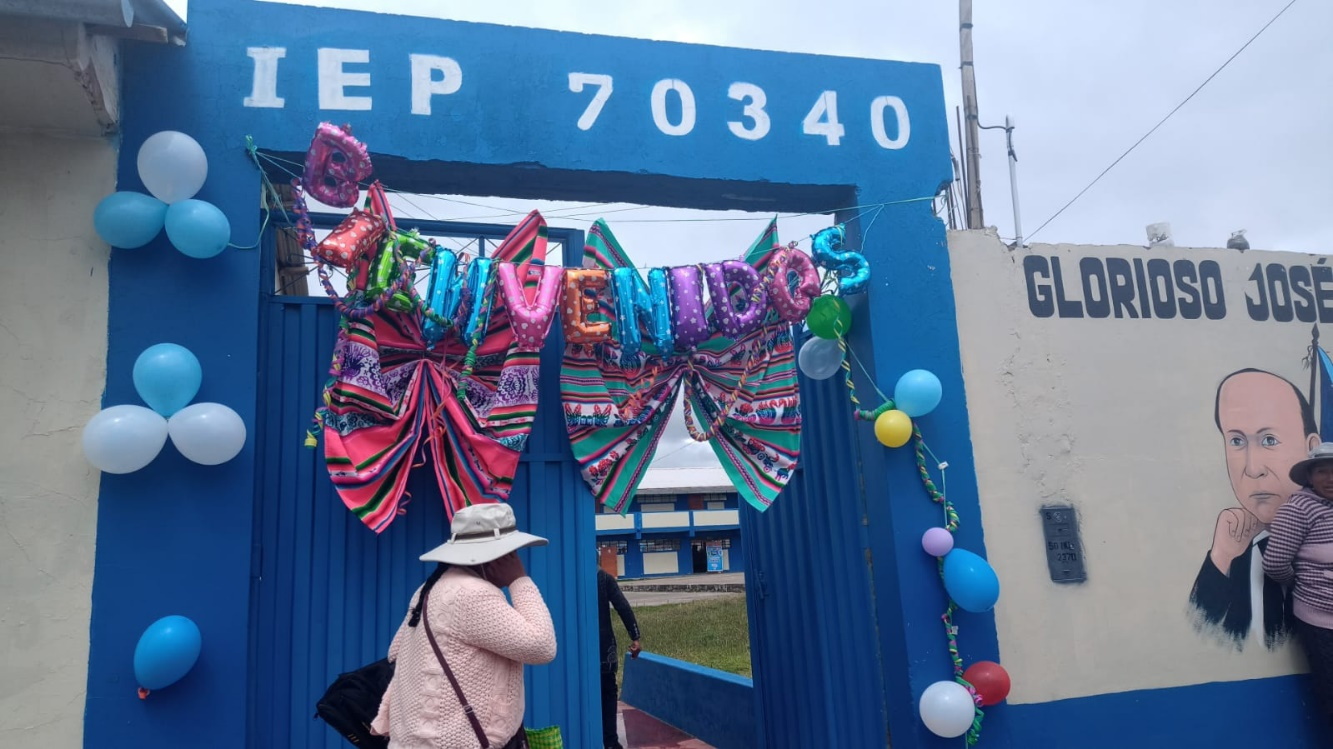 IEP 70340
BIENVENIDOS
GLORIOSO JOSÉ